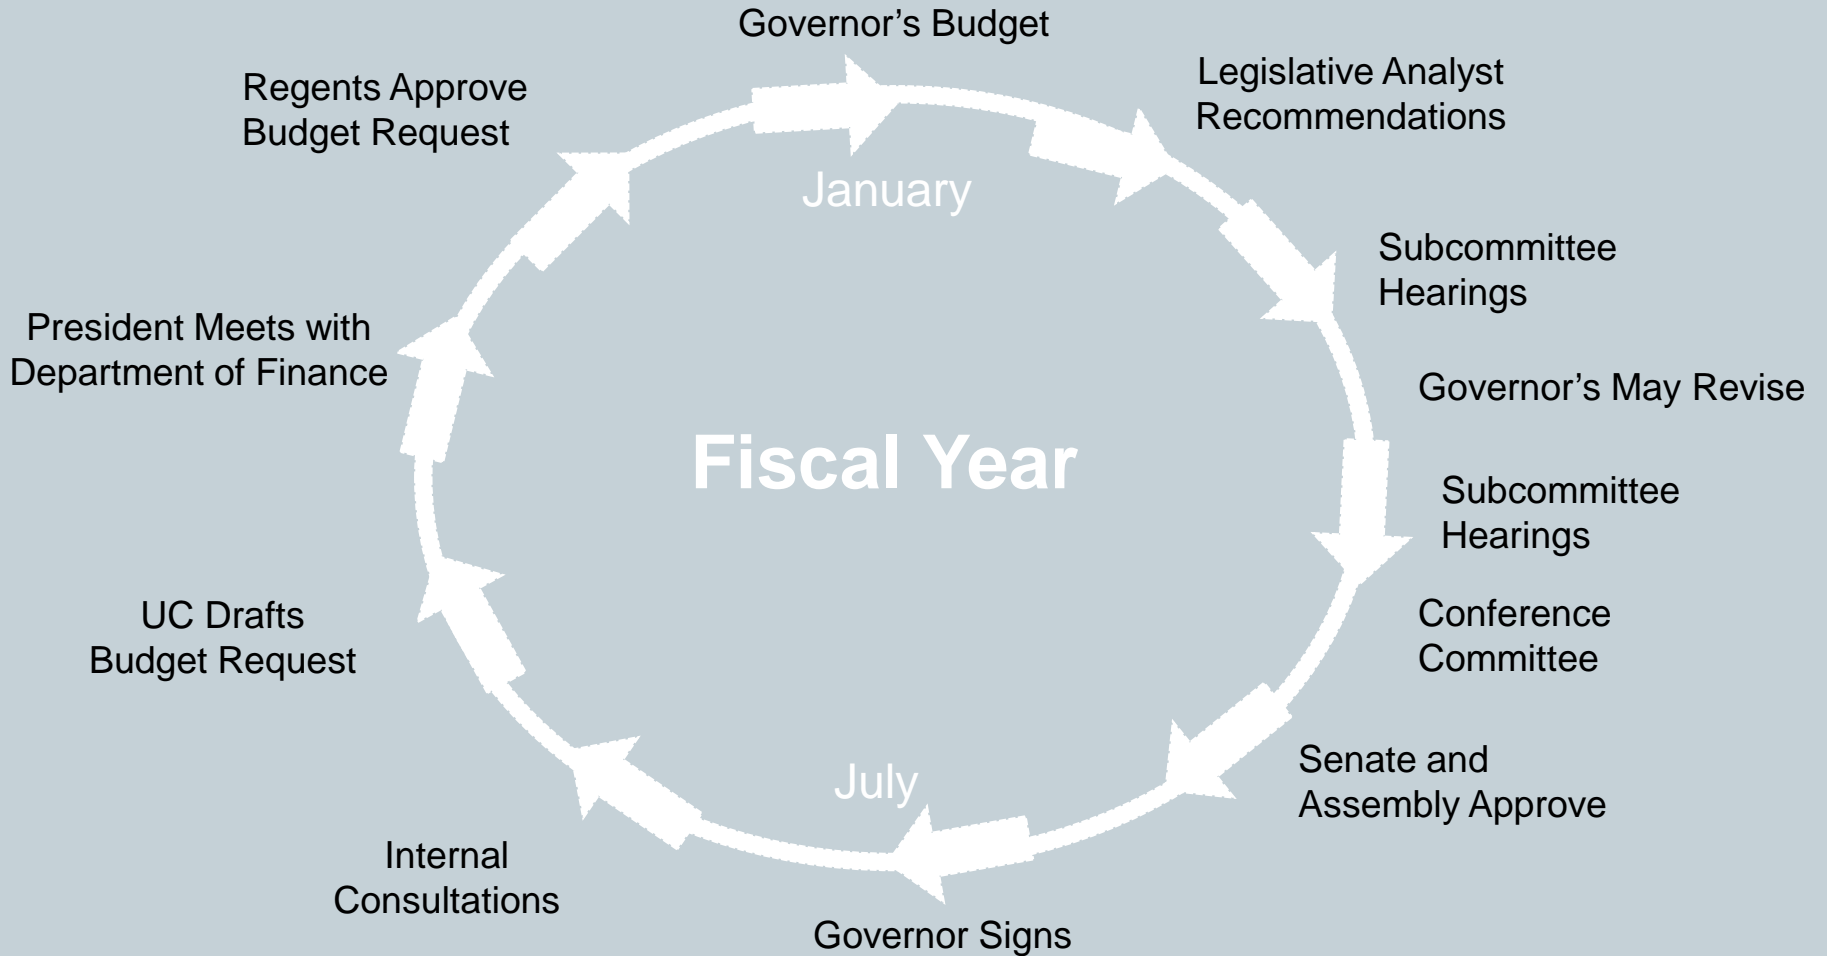 Governor’s Budget
Legislative Analyst
Recommendations
Subcommittee
Hearings
Governor’s May Revise
Subcommittee
Hearings
Conference
Committee
Senate and
Assembly Approve
Governor Signs
Internal
Consultations
UC Drafts
Budget Request
President Meets with
Department of Finance
Regents Approve
Budget Request
January
Fiscal Year
July